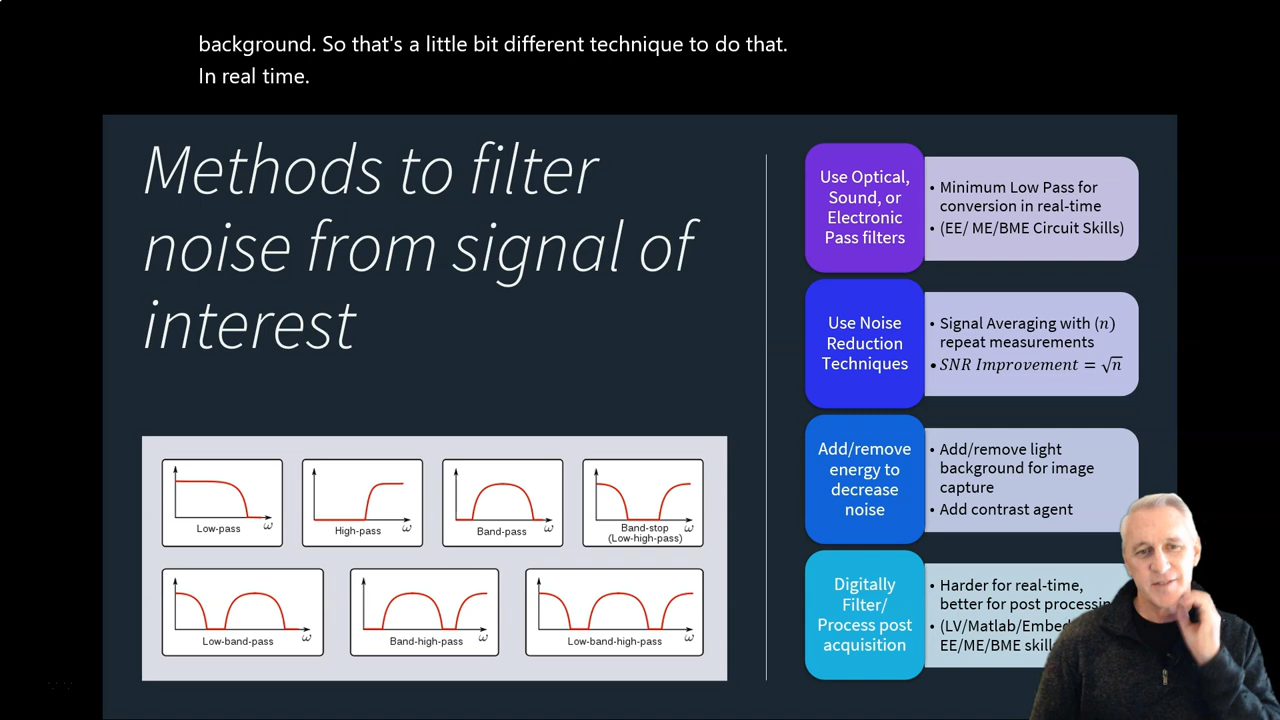 background. So that's a little bit different technique to do that.
In real time.
Methods to filter
noise from signal of
interest
Low-pass
ω
High-pass
ω
Band-pass
ω
Band-stop
(Low-high-pass)
ω
Low-band-pass
ω
Band-high-pass
ω
Low-band-high-pass
ω
Use Optical,
Sound, or
Electronic
Pass filters
• Minimum Low Pass for
conversion in real-time
• (EE/ ME/BME Circuit Skills)
Use Noise
Reduction
Techniques
• Signal Averaging with (n)
repeat measurements
• SNR Improvement = √n
Add/remove
energy to
decrease
noise
• Add/remove light
background for image
capture
• Add contrast agent
Digitally
Filter/
Process post
acquisition
• Harder for real-time,
better for post
• (LV/Matlab/
EE/ME/BME